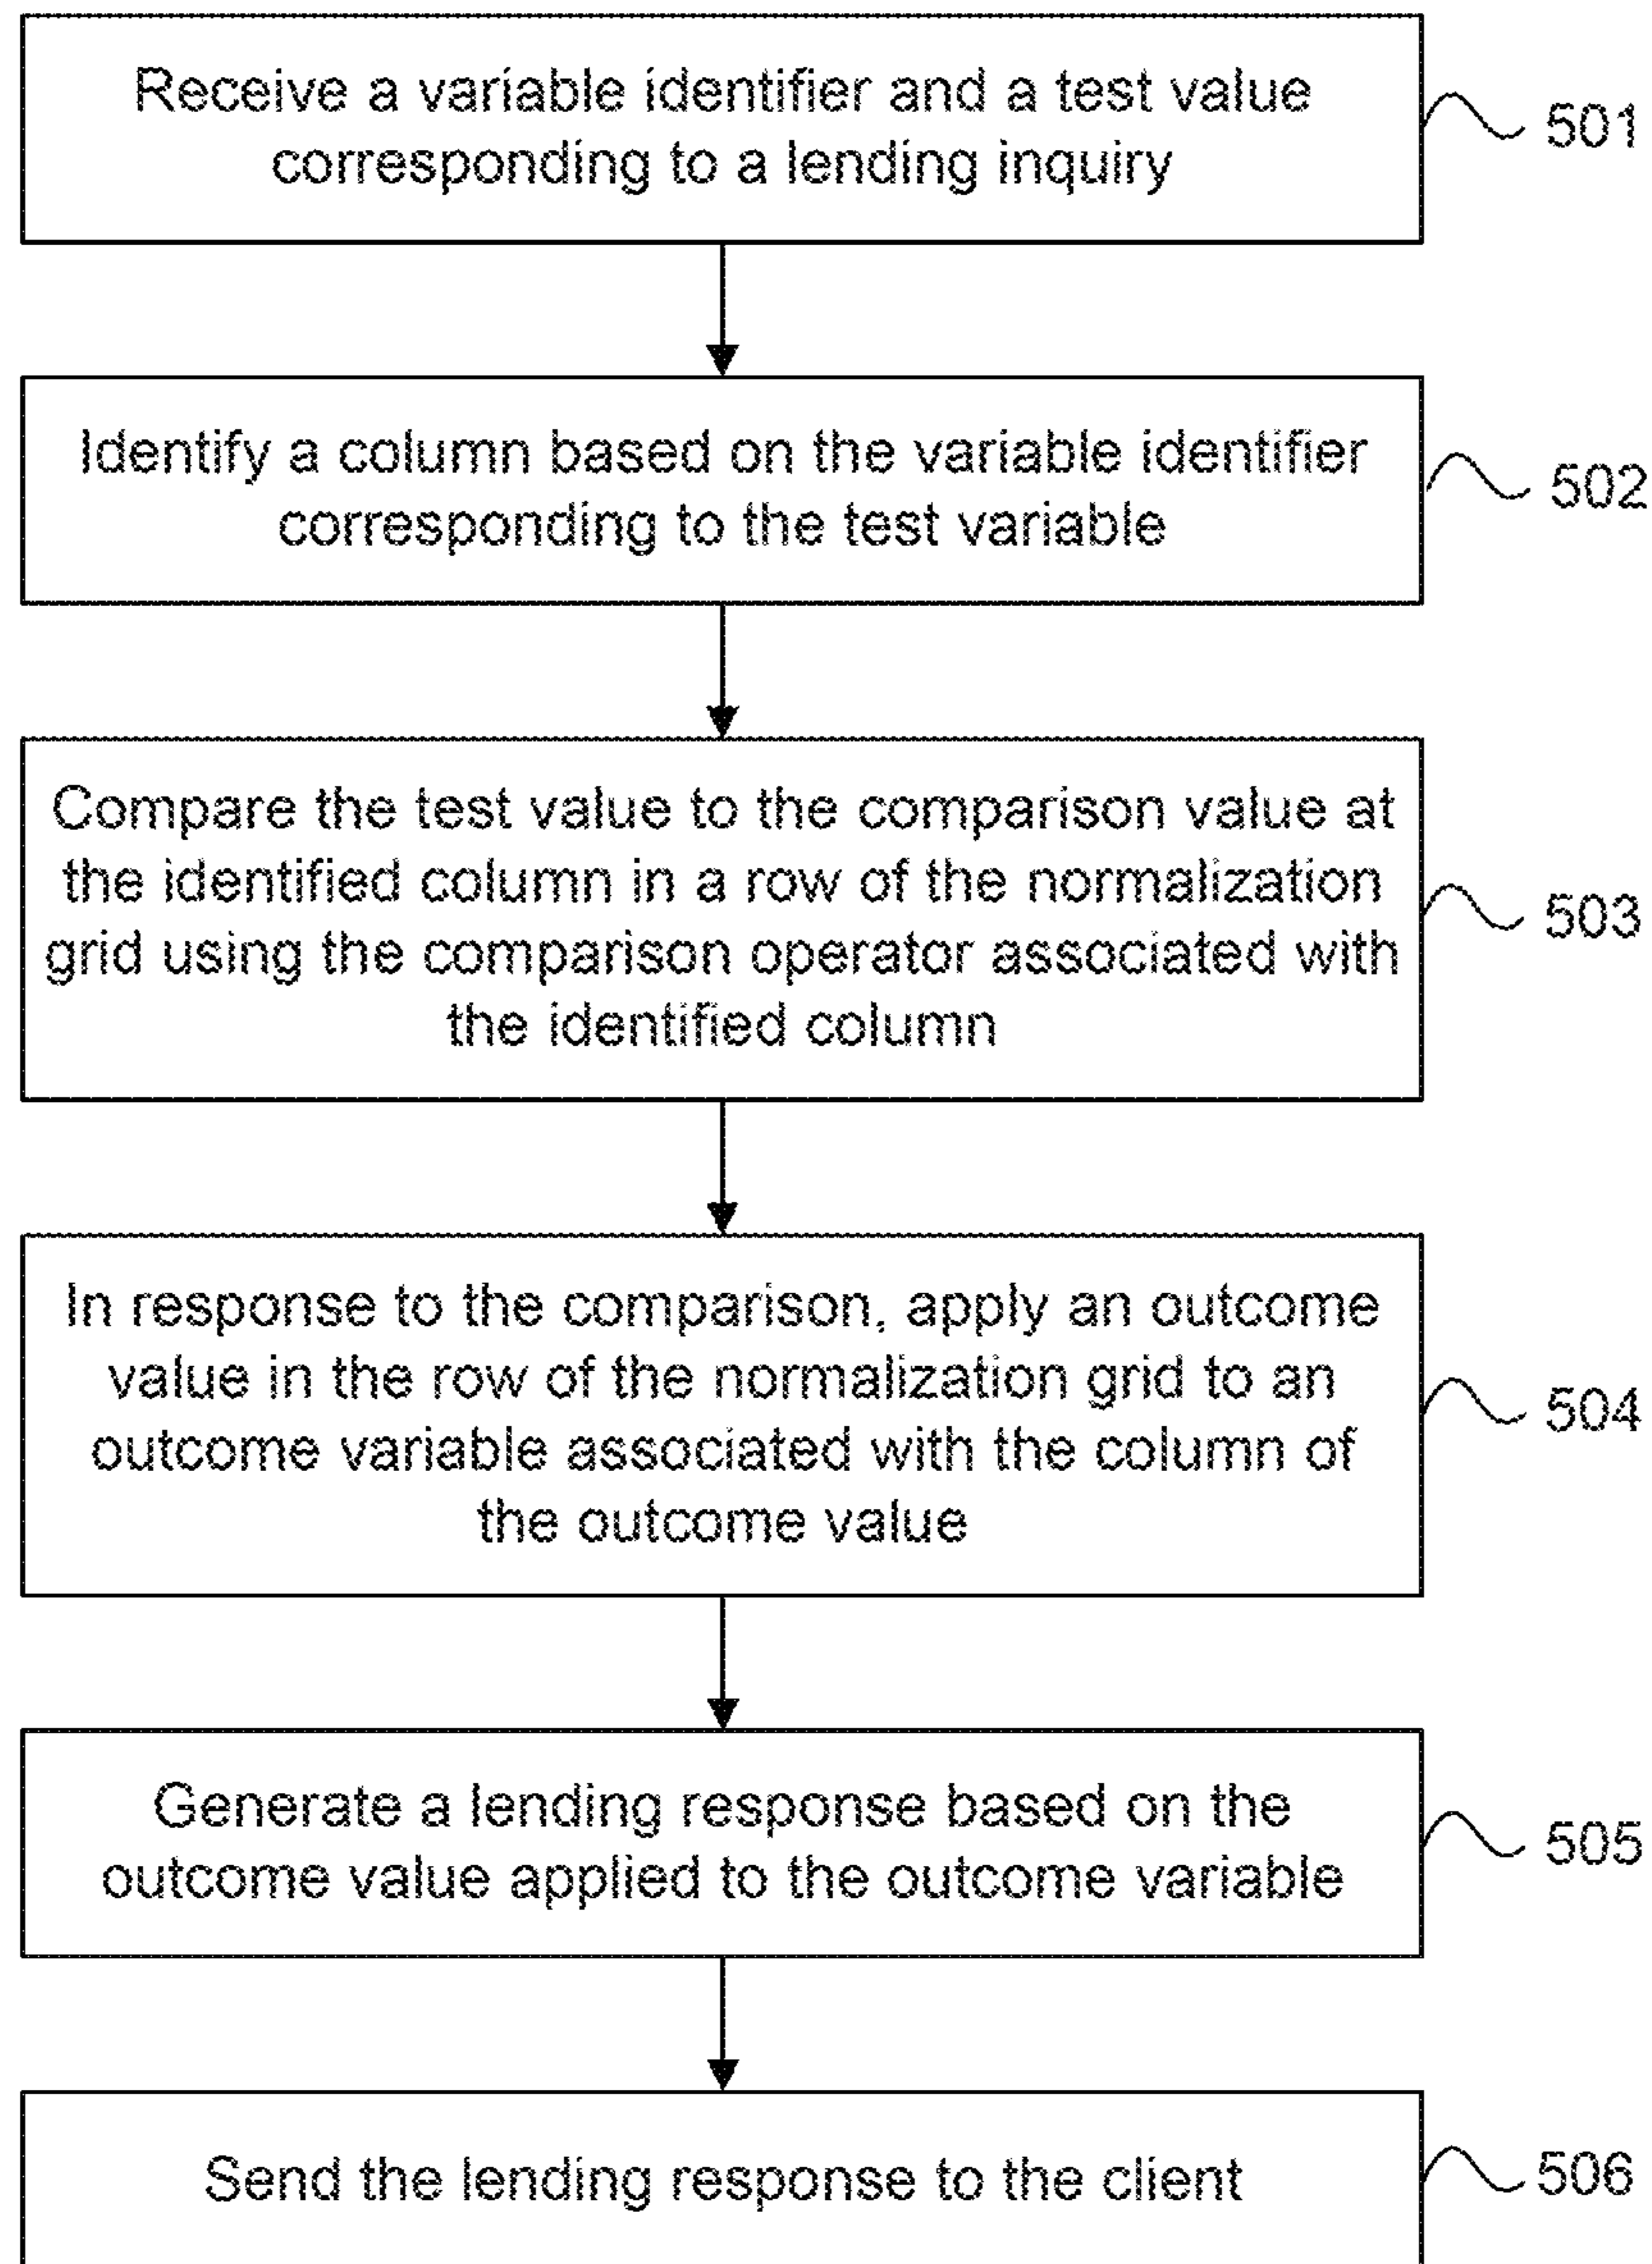 Receive a variable identifier and a test value
corresponding to a lending inquiry
501
Identify a column based on the variable identifier
corresponding to the test variable
502
Compare the test value to the comparison value at
the identified column in a row of the normalization
grid using the comparison operator associated with
the identified column
503
In response to the comparison, apply an outcome
value in the row of the normalization grid to an
outcome variable associated with the column of
the outcome value
504
Generate a lending response based on the
outcome value applied to the outcome variable
505
Send the lending response to the client
506